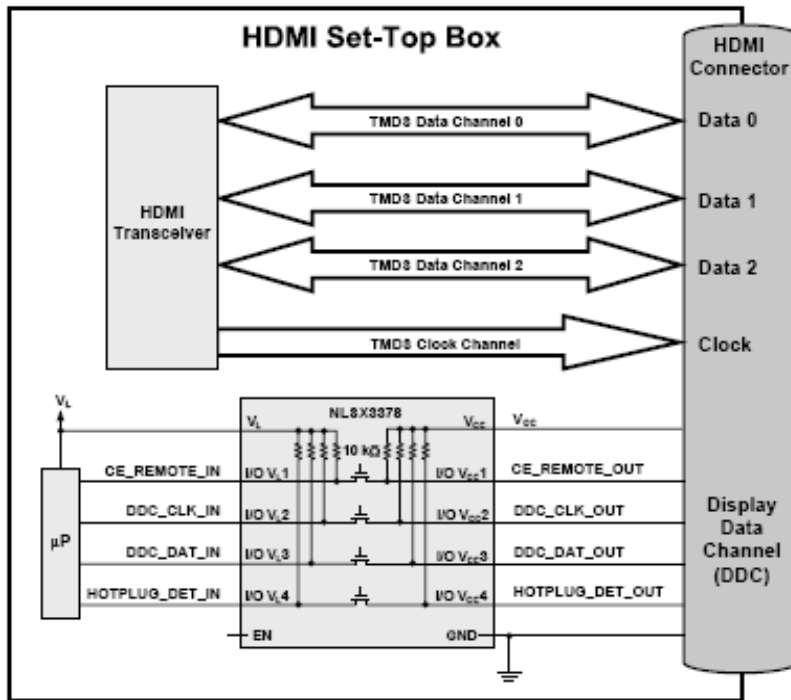 HDMI Set-Top Box
HDMI
Connector
TMDS Data Channel 0
Data 0
HDMI
Transceiver
TMDS Data Channel 1
Data 1
TMDS Data Channel 2
Data 2
TMDS Clock Channel
Clock
VL
NLSX3378
VL
VCC
VCC
10 kΩ
CE_REMOTE_IN
I/O VL1
I/O VCC1
CE_REMOTE_OUT
µP
DDC_CLK_IN
I/O VL2
I/O VCC2
DDC_CLK_OUT
DDC_DAT_IN
I/O VL3
I/O VCC3
DDC_DAT_OUT
HOTPLUG_DET_IN
I/O VL4
I/O VCC4
HOTPLUG_DET_OUT
Display
Data
Channel
(DDC)
EN
GND